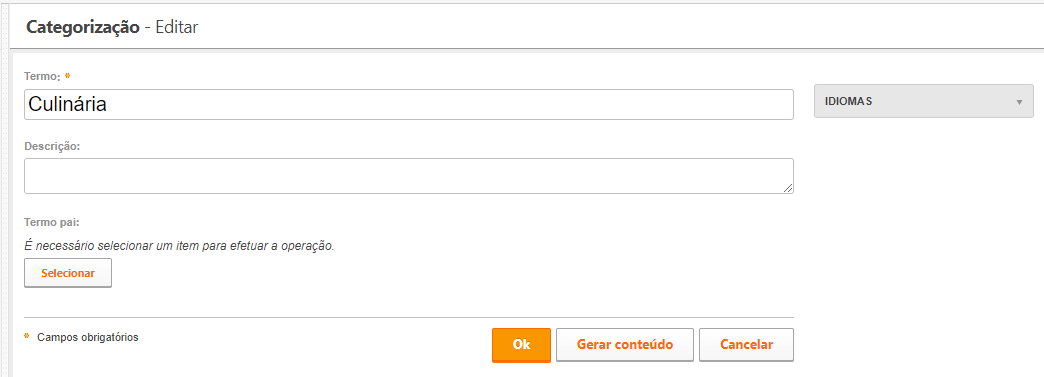 Categorização - Editar
Termo: *
Culinária
IDIOMAS
Descrição:
Termo pai:
É necessário selecionar um item para efetuar a operação.
Selecionar
* Campos obrigatórios
Ok
Gerar conteúdo
Cancelar